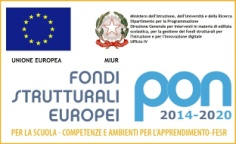 Ministero dell'Istruzione, dell'Università e della Ricerca
Dipartimento per la Programmazione
Direzione Generale per interventi in materia di edilizia
scolastica, per la gestione dei fondi strutturali per
l'istruzione e per l'innovazione digitale
Ufficio IV
UNIONE EUROPEA
MIUR
FONDI
STRUTTURALI
EUROPEI
pon
2014-2020
PER LA SCUOLA - COMPETENZE E AMBIENTI PER L'APPRENDIMENTO-FESR